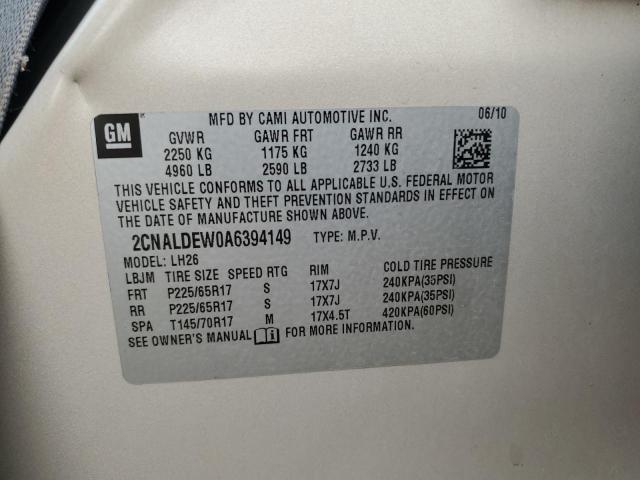 GM
MFD BY CAMI AUTOMOTIVE INC. 06/10
GVWR GAWR FRT GAWR RR
2250 KG 1175 KG 1240 KG
4960 LB 2590 LB 2733 LB
THIS VEHICLE CONFORMS TO ALL APPLICABLE U.S. FEDERAL MOTOR
VEHICLE SAFETY AND THEFT PREVENTION STANDARDS IN EFFECT ON
THE DATE OF MANUFACTURE SHOWN ABOVE.
2CNALDEW0A6394149 TYPE: M.P.V.
MODEL: LH26
LBJM TIRE SIZE SPEED RTG RIM COLD TIRE PRESSURE
FRT P225/65R17 S 17X7J 240KPA(35PSI)
RR P225/65R17 S 17X7J 240KPA(35PSI)
SPA T145/70R17 M 17X4.5T 420KPA(60PSI)
SEE OWNER'S MANUAL FOR MORE INFORMATION.